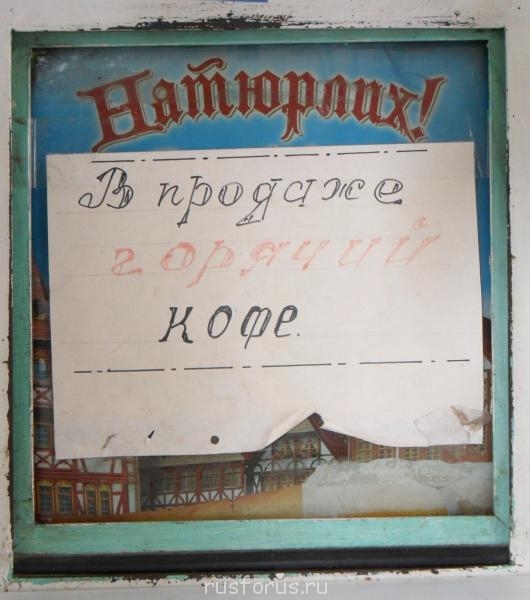 Натюрлих!
В продаже
горячий
кофе.
rusforus.ru